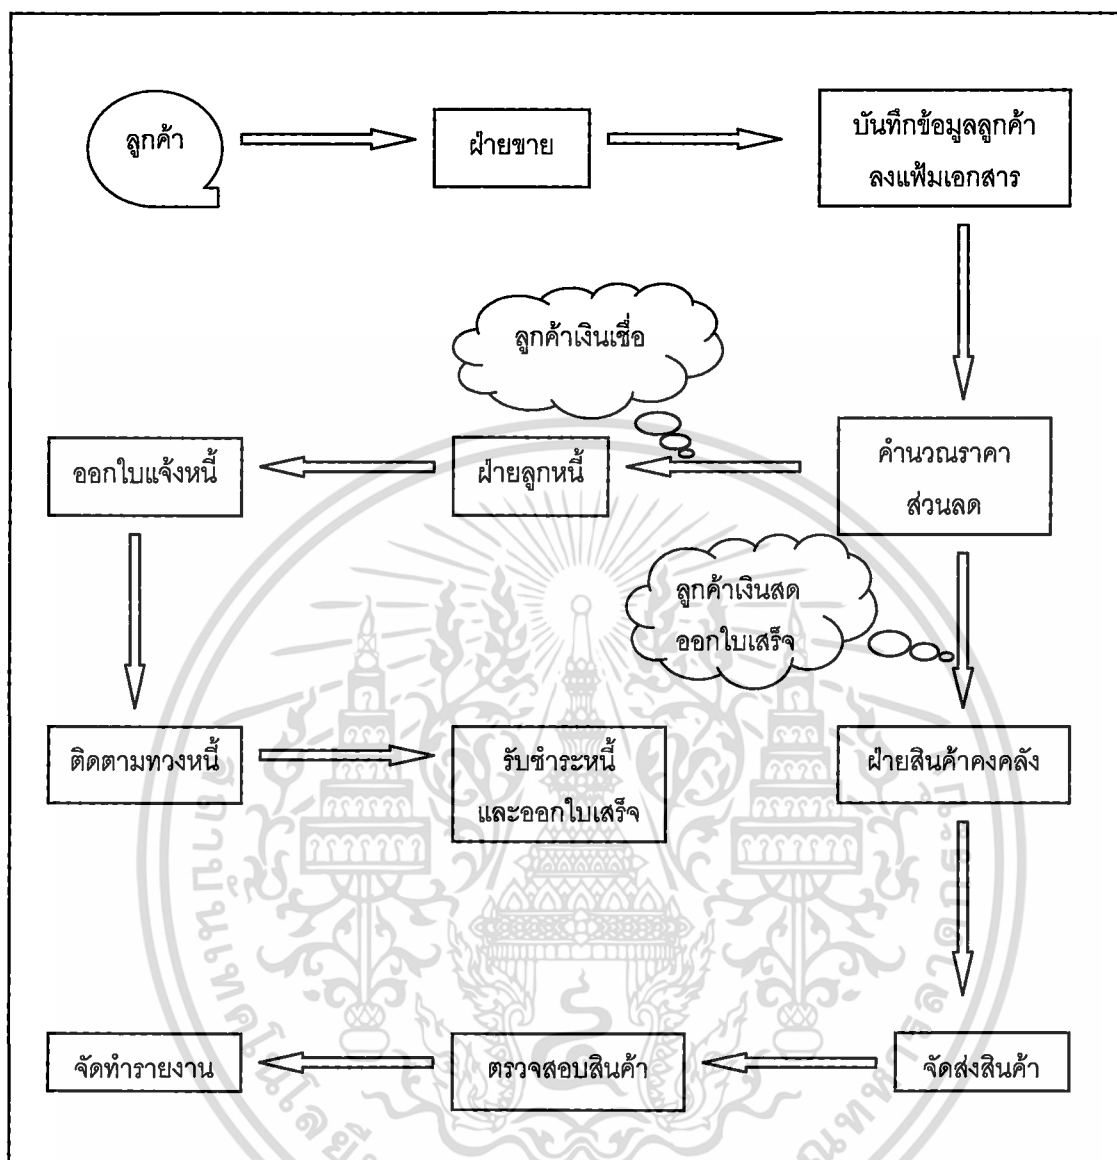 ลูกค้า
ฝ่ายขาย
บันทึกข้อมูลลูกค้า
ลงแฟ้มเอกสาร
ลูกค้าเงินเชื่อ
ออกใบแจ้งหนี้
ฝ่ายลูกหนี้
คำนวณราคา
ส่วนลด
ลูกค้าเงินสด
ออกใบเสร็จ
ติดตามทวงหนี้
รับชำระหนี้
และออกใบเสร็จ
ฝ่ายสินค้าคงคลัง
จัดทำรายงาน
ตรวจสอบสินค้า
จัดส่งสินค้า